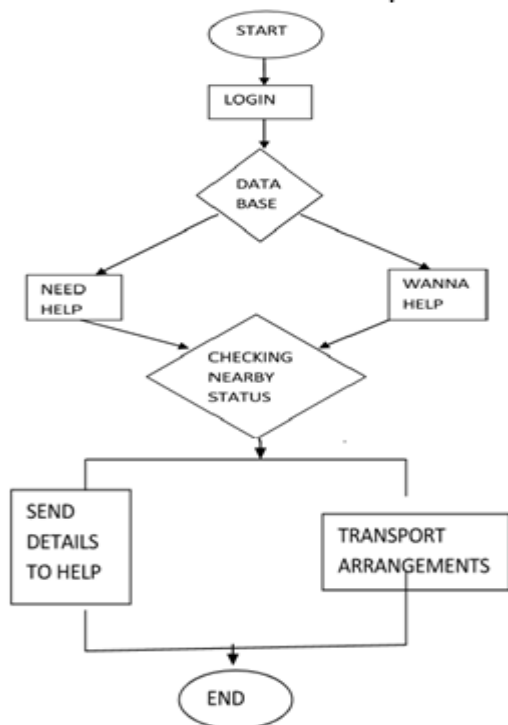 START
LOGIN
DATA
BASE
NEED
HELP
WANNA
HELP
CHECKING
NEARBY
STATUS
SEND
DETAILS
TO HELP
TRANSPORT
ARRANGEMENTS
END